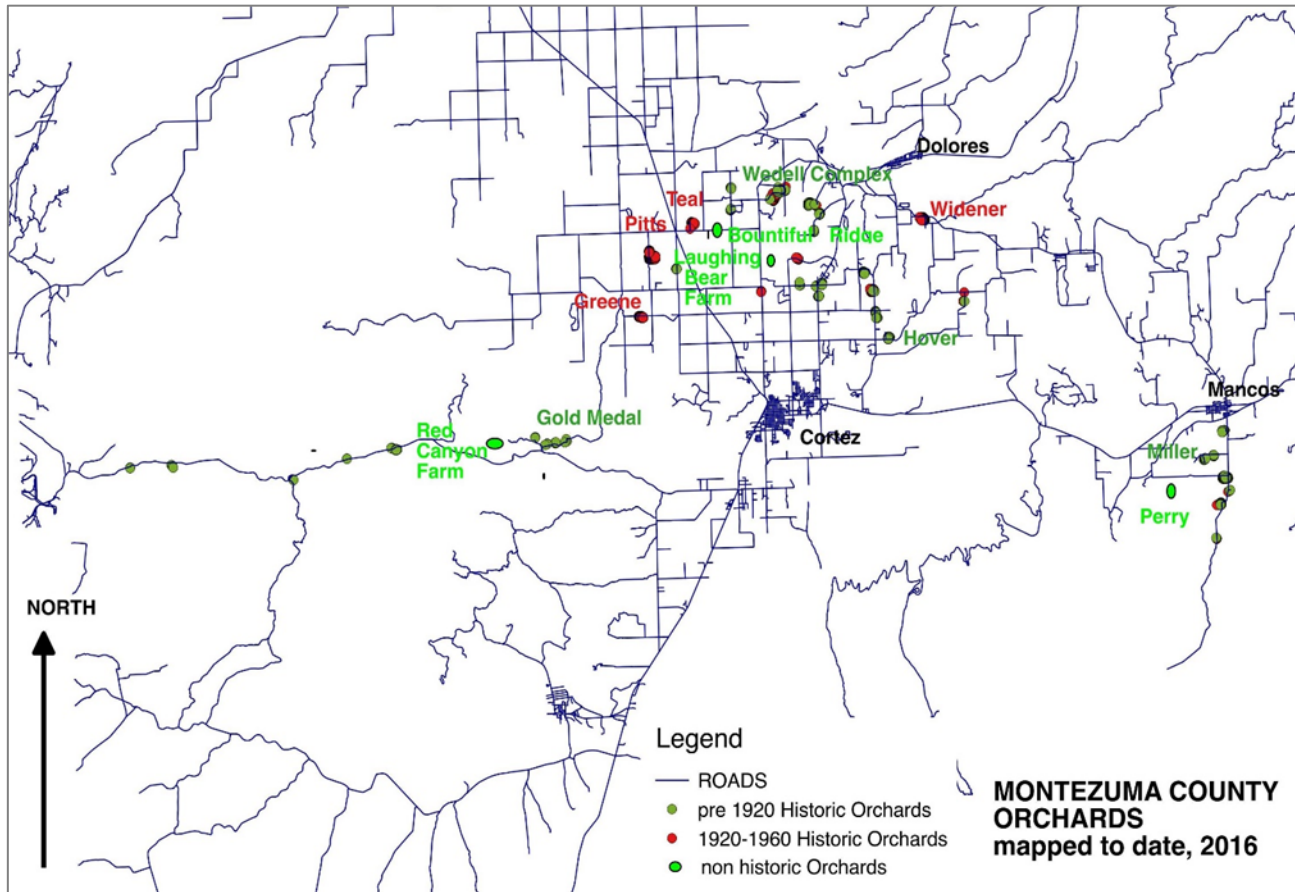 Dolores
Wedell Complex
Teal
Widener
Pitts
Bountiful Ridge
Laughing
Bear
Farm
Greene
Hover
Mancos
Gold Medal
Red
Canyon
Farm
Cortez
Miller
Perry
NORTH
Legend
ROADS
pre 1920 Historic Orchards
1920-1960 Historic Orchards
non historic Orchards
MONTEZUMA COUNTY
ORCHARDS
mapped to date, 2016